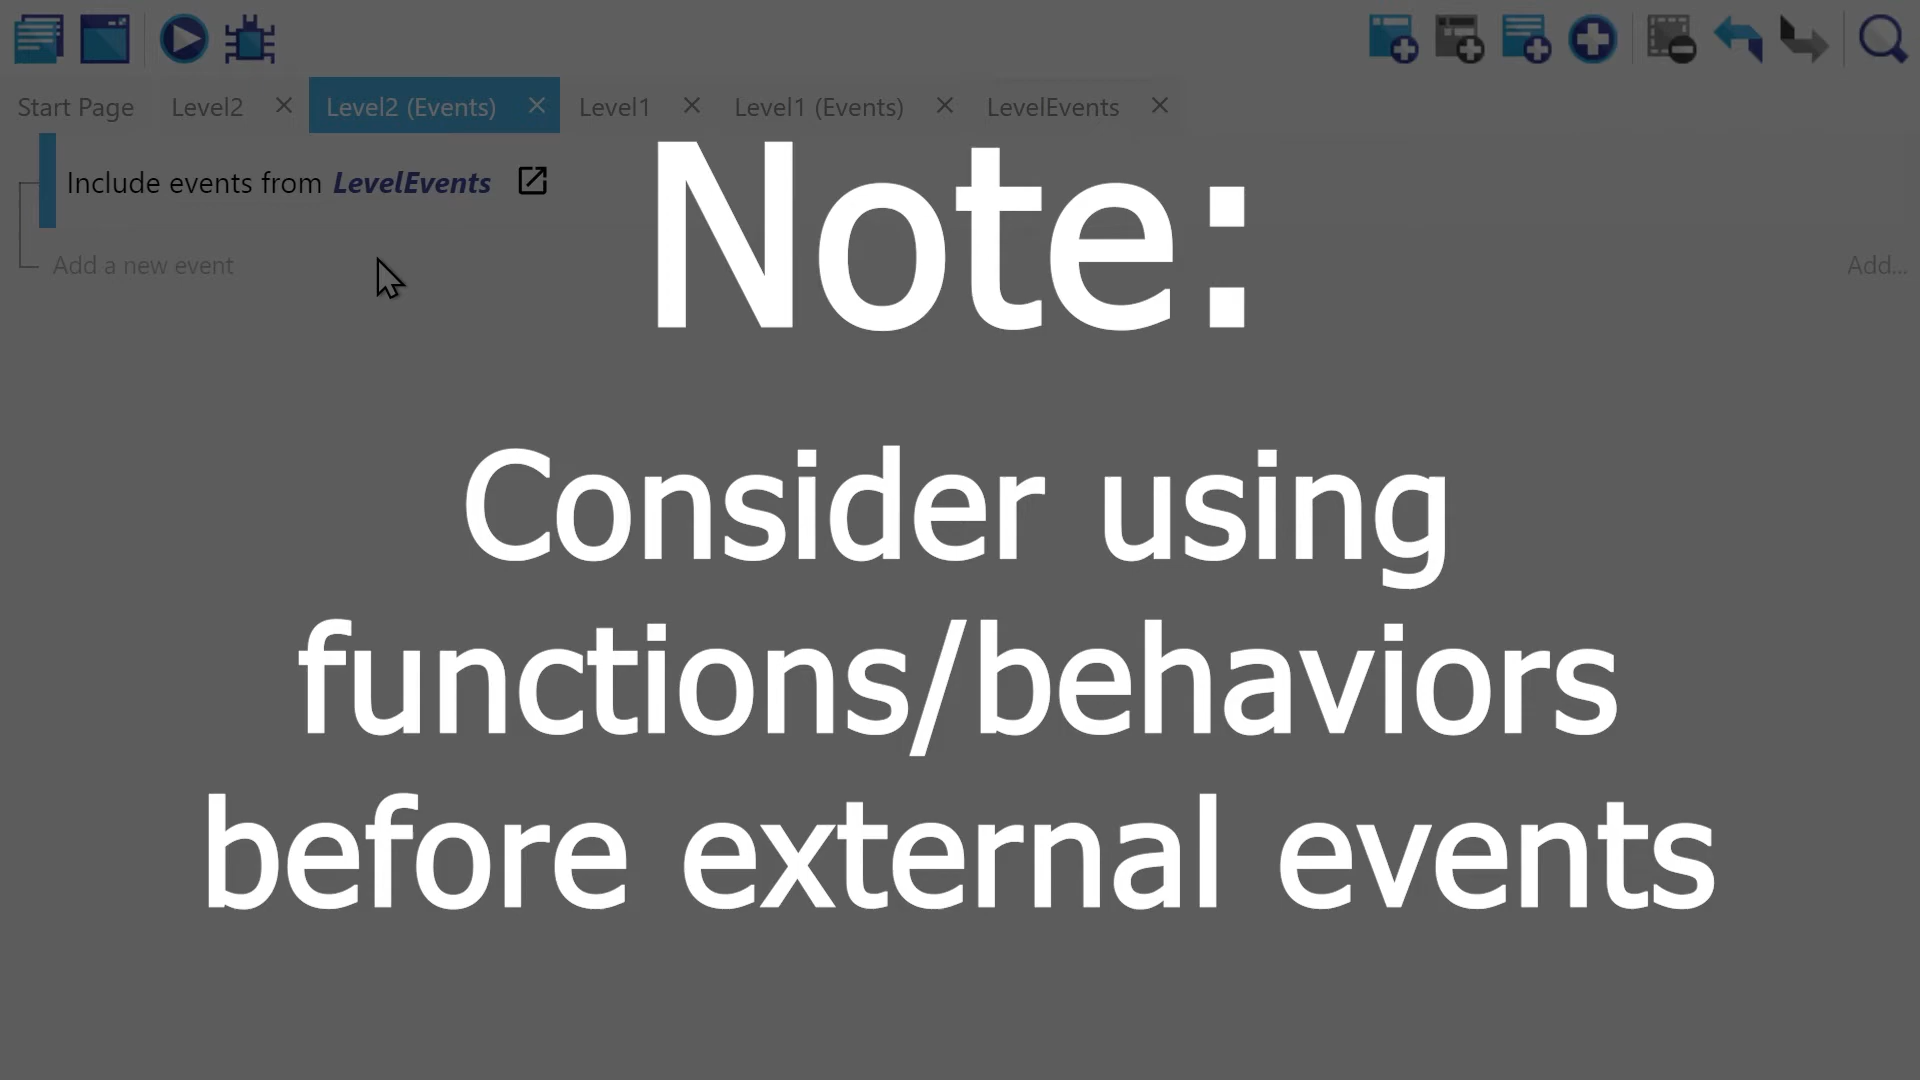 Start Page Level2 Level2 (Events) Level1 Level1 (Events) LevelEvents
Include events from LevelEvents
Add a new event Add...
Note:
Consider using
functions/behaviors
before external events